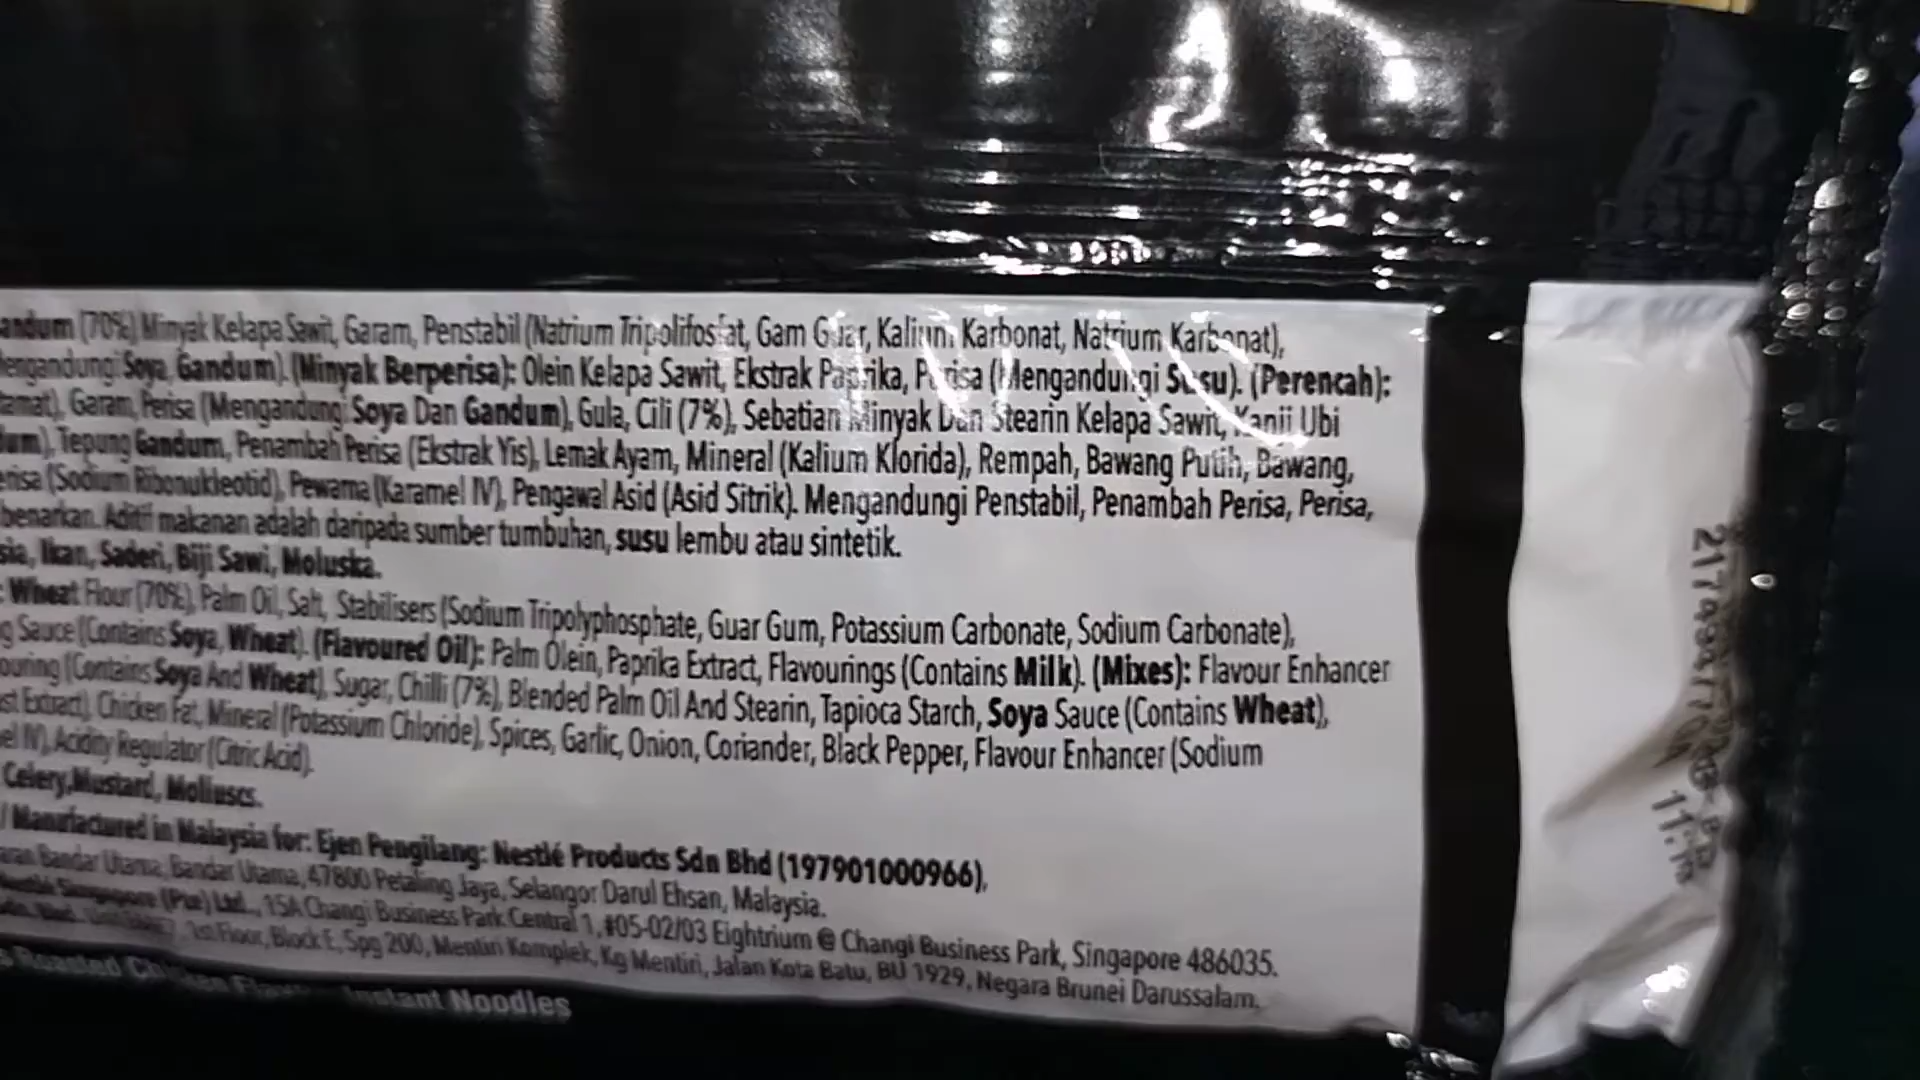 andum (70%) Minyak Kelapa Sawit, Garam, Penstabil (Natrium Tripolifosfat, Gam Guar, Kalium Karbonat, Natrium Karbonat),
engandungi Soya, Gandum). (Minyak Berperisa): Olein Kelapa Sawit, Ekstrak Paprika, Perisa (Mengandungi Susu). (Perencah):
tamat), Garam, Perisa (Mengandungi Soya Dan Gandum), Gula, Cili (7%), Sebatian Minyak Dan Stearin Kelapa Sawit, Kanji Ubi
dum), Tepung Gandum, Penambah Perisa (Ekstrak Yis), Lemak Ayam, Mineral (Kalium Klorida), Rempah, Bawang Putih, Bawang,
erisa (Sodium Ribonukleotid), Pewarna (Karamel IV), Pengawal Asid (Asid Sitrik). Mengandungi Penstabil, Penambah Perisa, Perisa,
benarkan. Aditif makanan adalah daripada sumber tumbuhan, susu lembu atau sintetik.
sia, Ikan, Saderi, Biji Sawi, Moluska.
: Wheat Flour (70%), Palm Oil, Salt, Stabilisers (Sodium Tripolyphosphate, Guar Gum, Potassium Carbonate, Sodium Carbonate),
g Sauce (Contains Soya, Wheat). (Flavoured Oil): Palm Olein, Paprika Extract, Flavourings (Contains Milk). (Mixes): Flavour Enhancer
ouring (Contains Soya And Wheat), Sugar, Chilli (7%), Blended Palm Oil And Stearin, Tapioca Starch, Soya Sauce (Contains Wheat),
st Extract), Chicken Fat, Mineral (Potassium Chloride), Spices, Garlic, Onion, Coriander, Black Pepper, Flavour Enhancer (Sodium
el IV), Acidity Regulator (Citric Acid).
Celery, Mustard, Molluscs.
/ Manufactured in Malaysia for: Ejen Pengilang: Nestlé Products Sdn Bhd (197901000966),
aran Bandar Utama, Bandar Utama, 47800 Petaling Jaya, Selangor Darul Ehsan, Malaysia.
Nestlé Singapore (Pte) Ltd., 15A Changi Business Park Central 1, #05-02/03 Eightrium @ Changi Business Park, Singapore 486035.
1st Floor, Block E, Spg 200, Mentiri Komplek, Kg Mentiri, Jalan Kota Batu, BU 1929, Negara Brunei Darussalam.
Roasted Chicken Instant Noodles